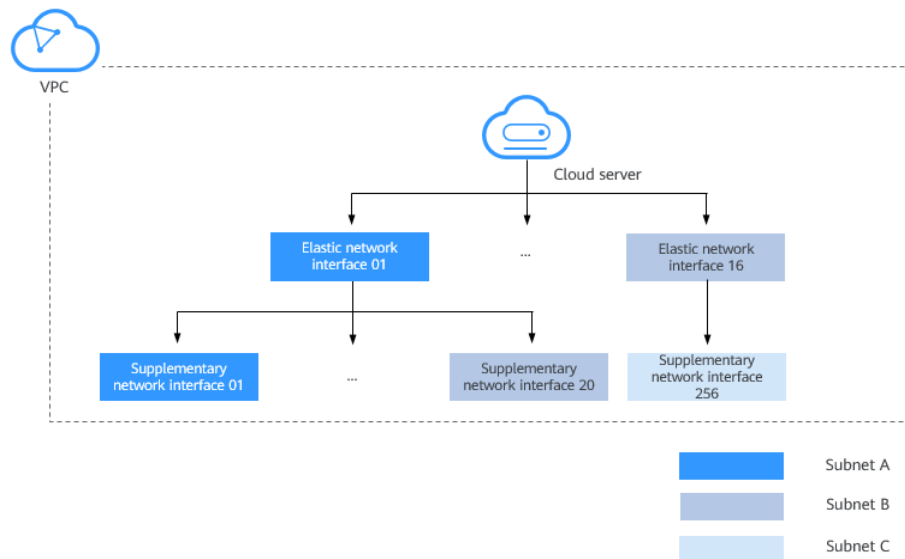 VPC
Cloud server
Elastic network
interface 01
...
Elastic network
interface 16
Supplementary
network interface 01
...
Supplementary
network interface 20
Supplementary
network interface
256
Subnet A
Subnet B
Subnet C